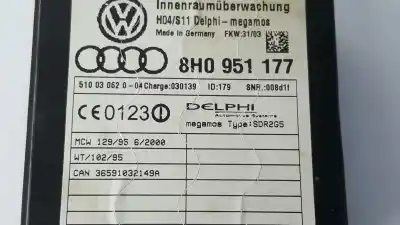 Innenraumüberwachung
H04/S11 Delphi-megamos
Made in Germany FKW:31/03
8H0 951 177
510 03 062 0 -04 Charge:030139 ID:179 SNR.:008d1f
CE0123
DELPHI
Automotive Systems
megamos Type:SDR2G5
MCW 129/95 6/2000
WT/102/95
CAN 36591032149A